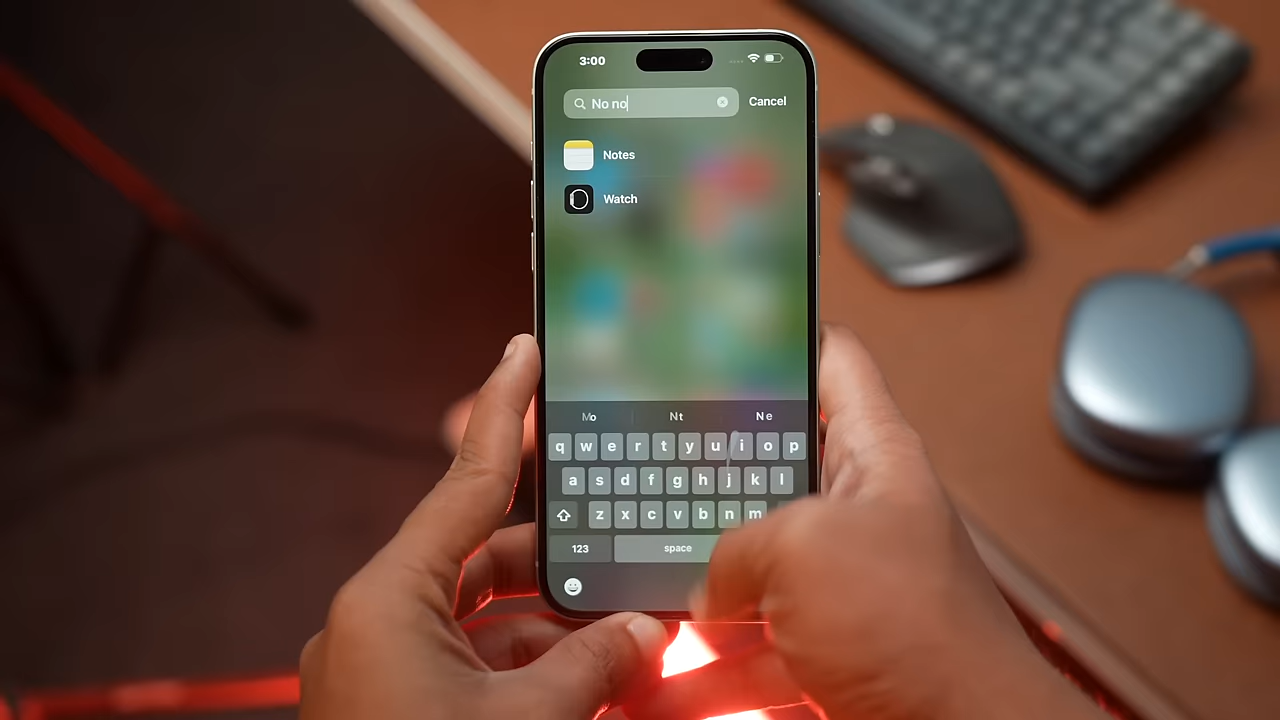 3:00
No no
Cancel
Notes
Watch
Mo Nt Ne
q w e r t y u i o p
a s d f g h j k l
z x c v b n m
123 space